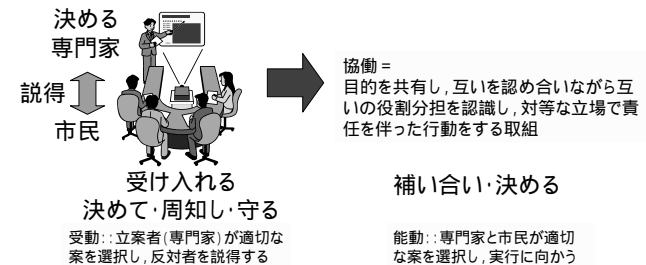 決める
専門家
説得
市民
受け入れる
決めて・周知し・守る
受動::立案者(専門家)が適切な
案を選択し,反対者を説得する
協働=
目的を共有し,互いを認め合いながら互
いの役割分担を認識し,対等な立場で責
任を伴った行動をする取組
補い合い・決める
能動::専門家と市民が適切
な案を選択し,実行に向かう